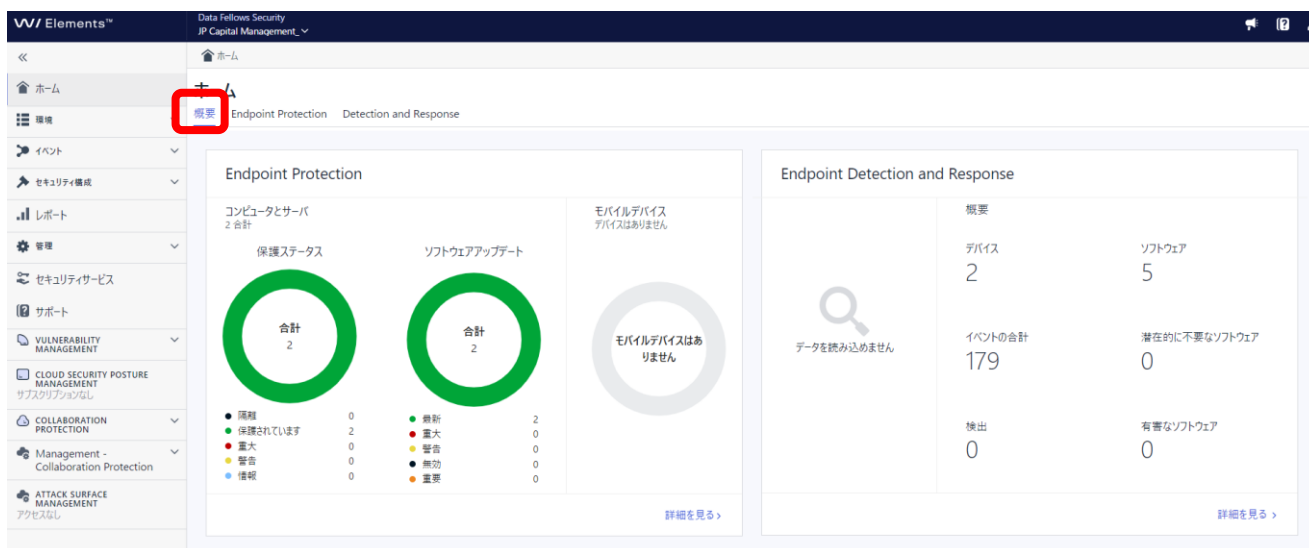 W/ Elements™
Data Fellows Security
JP Capital Management_
ホーム
ホーム
環境
イベント
セキュリティ構成
レポート
管理
セキュリティサービス
サポート
VULNERABILITY
MANAGEMENT
CLOUD SECURITY POSTURE
MANAGEMENT
サブスクリプションなし
COLLABORATION
PROTECTION
Management -
Collaboration Protection
ATTACK SURFACE
MANAGEMENT
アクセスなし
ホーム
概要 Endpoint Protection Detection and Response
Endpoint Protection
コンピュータとサーバ
2 合計
保護ステータス
合計
2
隔離 0
保護されています 2
重大 0
警告 0
情報 0
ソフトウェアアップデート
合計
2
最新 2
重大 0
警告 0
無効 0
重要 0
モバイルデバイス
デバイスはありません
モバイルデバイスはあ
りません
詳細を見る >
Endpoint Detection and Response
データを読み込めません
概要
デバイス ソフトウェア
2 5
イベントの合計 潜在的に不要なソフトウェア
179 0
検出 有害なソフトウェア
0 0
詳細を見る >